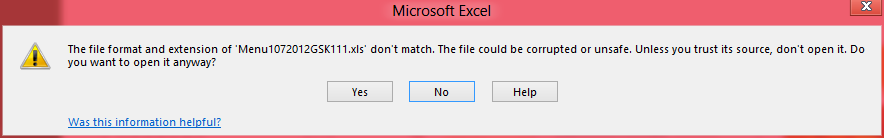 Microsoft Excel
The file format and extension of 'Menu1072012GSK111.xls' don't match. The file could be corrupted or unsafe. Unless you trust its source, don't open it. Do
you want to open it anyway?
Yes No Help
Was this information helpful?